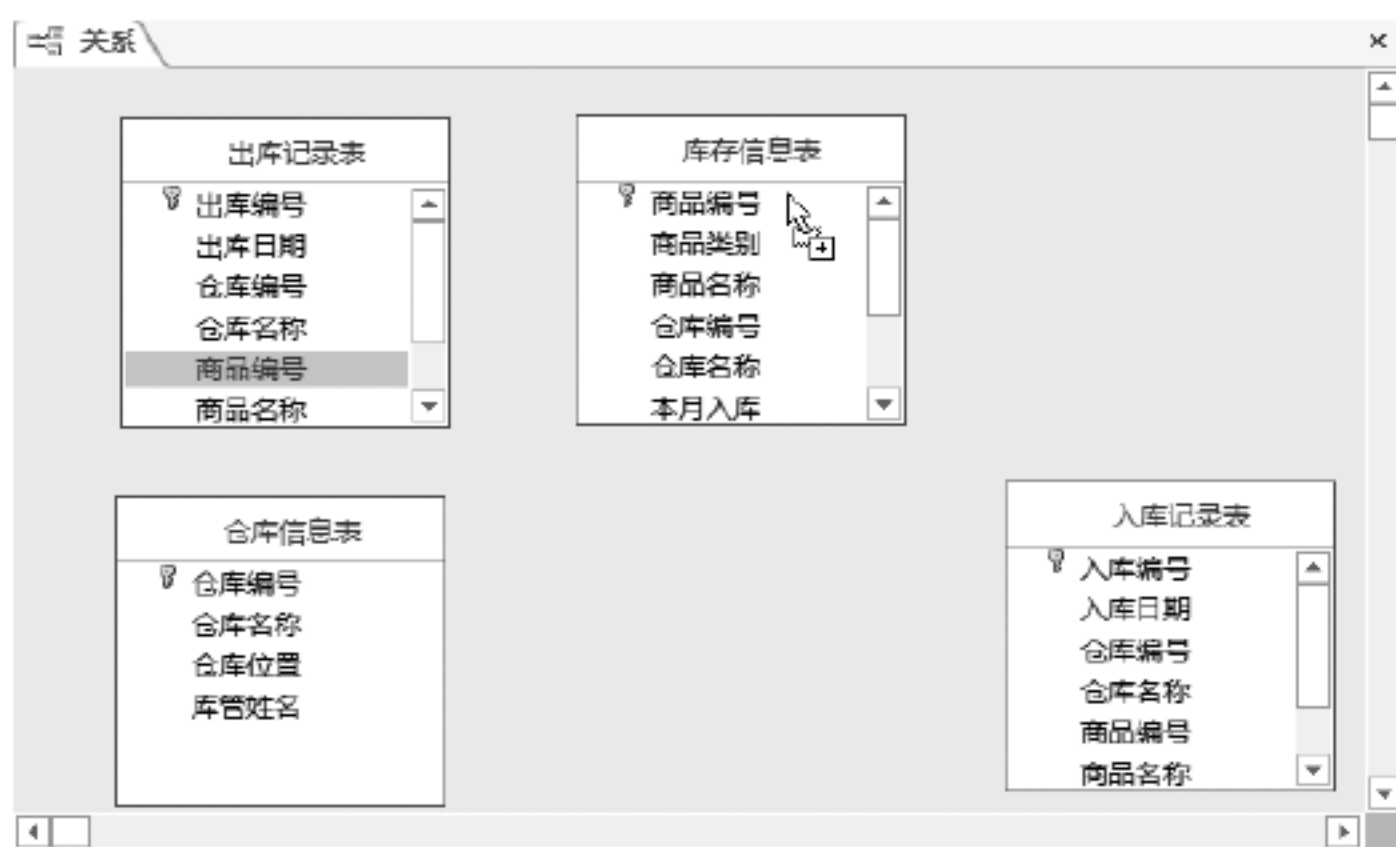 关系
出库记录表
出库编号
出库日期
仓库编号
仓库名称
商品编号
商品名称
库存信息表
商品编号
商品类别
商品名称
仓库编号
仓库名称
本月入库
仓库信息表
仓库编号
仓库名称
仓库位置
库管姓名
入库记录表
入库编号
入库日期
仓库编号
仓库名称
商品编号
商品名称